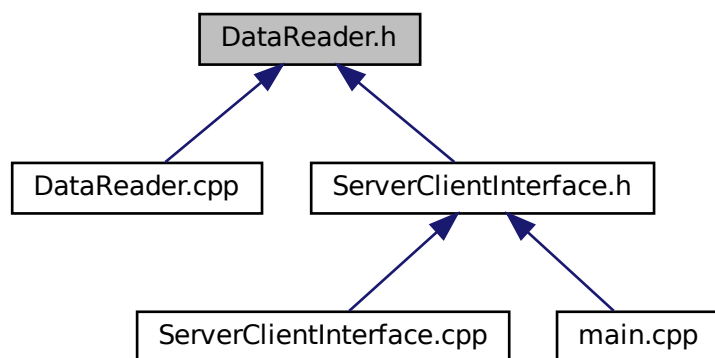 DataReader.h
DataReader.cpp
ServerClientInterface.h
ServerClientInterface.cpp
main.cpp